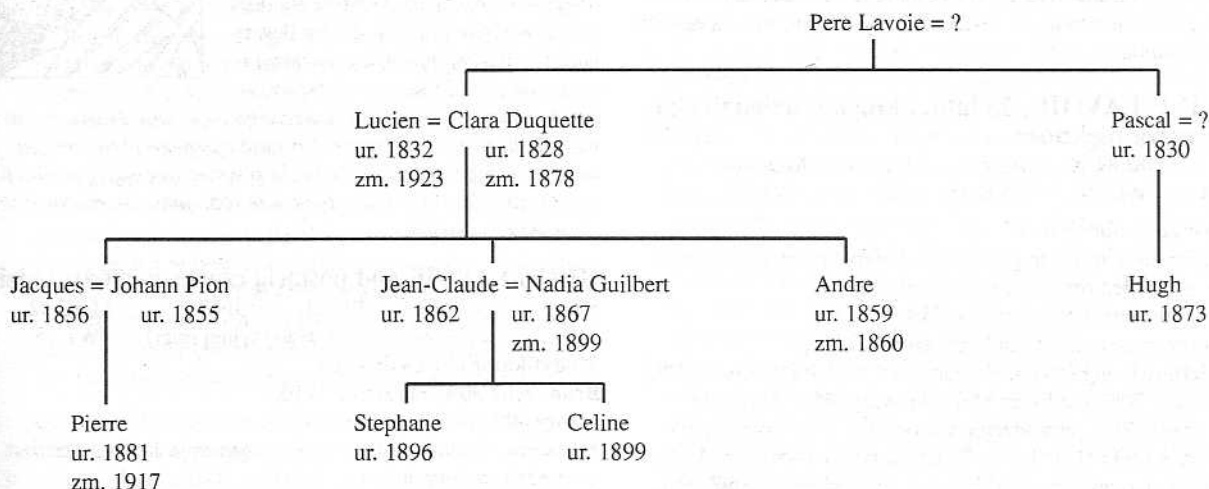 Pere Lavoie = ?
Lucien = Clara Duquette
ur. 1832 ur. 1828
zm. 1923 zm. 1878
Pascal = ?
ur. 1830
Jacques = Johann Pion
ur. 1856 ur. 1855
Jean-Claude = Nadia Guilbert
ur. 1862 ur. 1867
zm. 1899
Andre
ur. 1859
zm. 1860
Hugh
ur. 1873
Pierre
ur. 1881
zm. 1917
Stephane
ur. 1896
Celine
ur. 1899